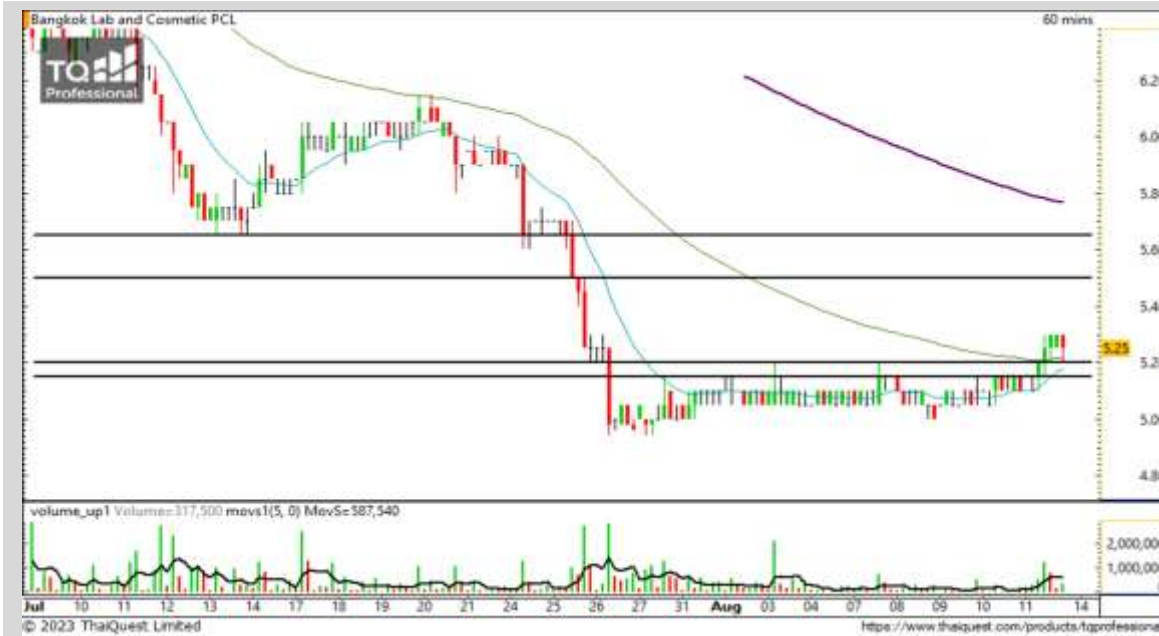 Bangkok Lab and Cosmetic PCL 60 mins
TQ
Professional
6.2
6.0
5.8
5.6
5.4
5.25
5.2
5.0
4.8
volume_up1 Volume=317,500 movs1(5, 0) MovS=587,540
2,000,00
1,000,00
Jul 10 11 12 13 14 17 18 19 20 21 24 25 26 27 31 Aug 03 04 07 08 09 10 11 14
© 2023 ThaiQuest Limited https://www.thaiquest.com/products/tqprofessiona